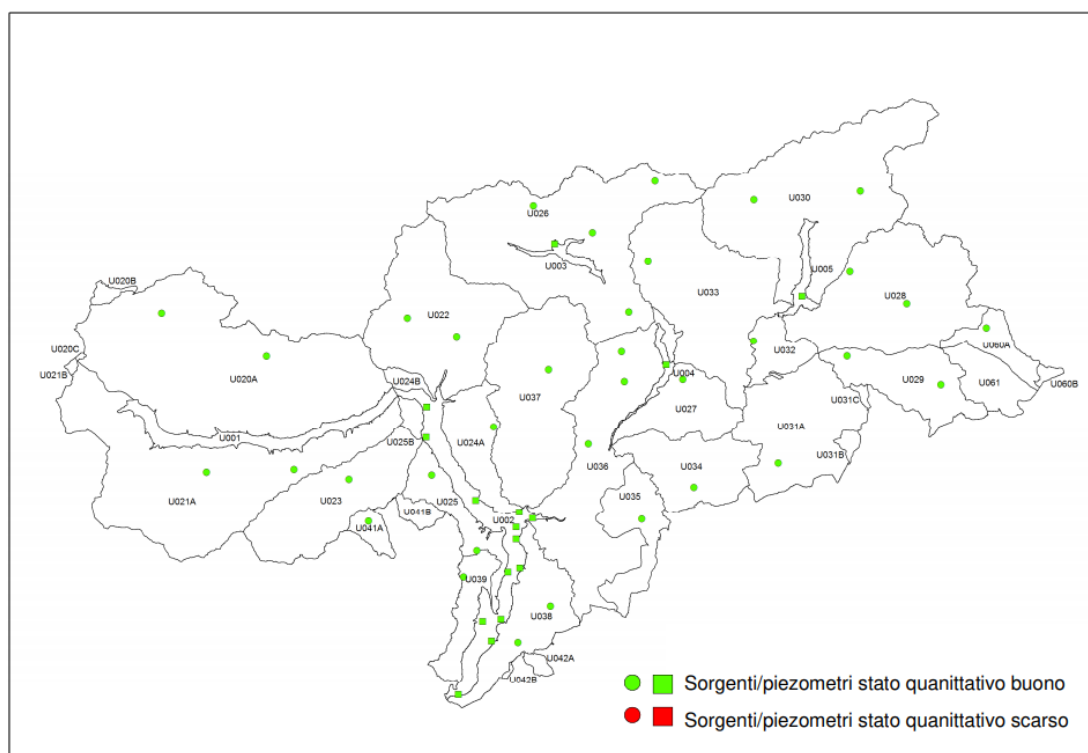 U030
U026
U003
U005
U020B
U033
U028
U022
U020C
U060A
U032
U021B
U020A
U024B
U004
U060B
U029
U061
U037
U027
U031C
U001
U025B
U024A
U031A
U036
U031B
U021A
U023
U034
U025
U035
U041B
U002
U041A
U039
U038
U042A
U042B
Sorgenti/piezometri stato quanittativo buono
Sorgenti/piezometri stato quanittativo scarso